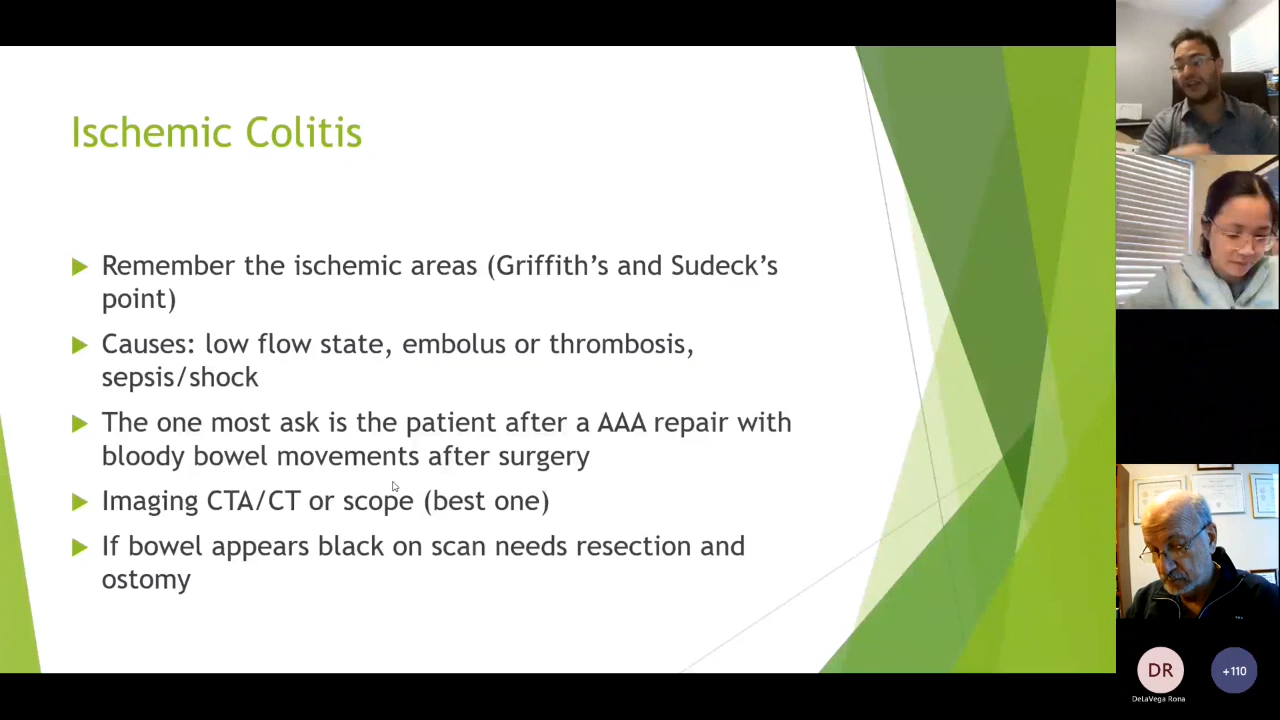 Ischemic Colitis
Remember the ischemic areas (Griffith's and Sudeck's
point)
Causes: low flow state, embolus or thrombosis,
sepsis/shock
The one most ask is the patient after a AAA repair with
bloody bowel movements after surgery
Imaging CTA/CT or scope (best one)
If bowel appears black on scan needs resection and
ostomy
DR
+110
DeLaVega Rona